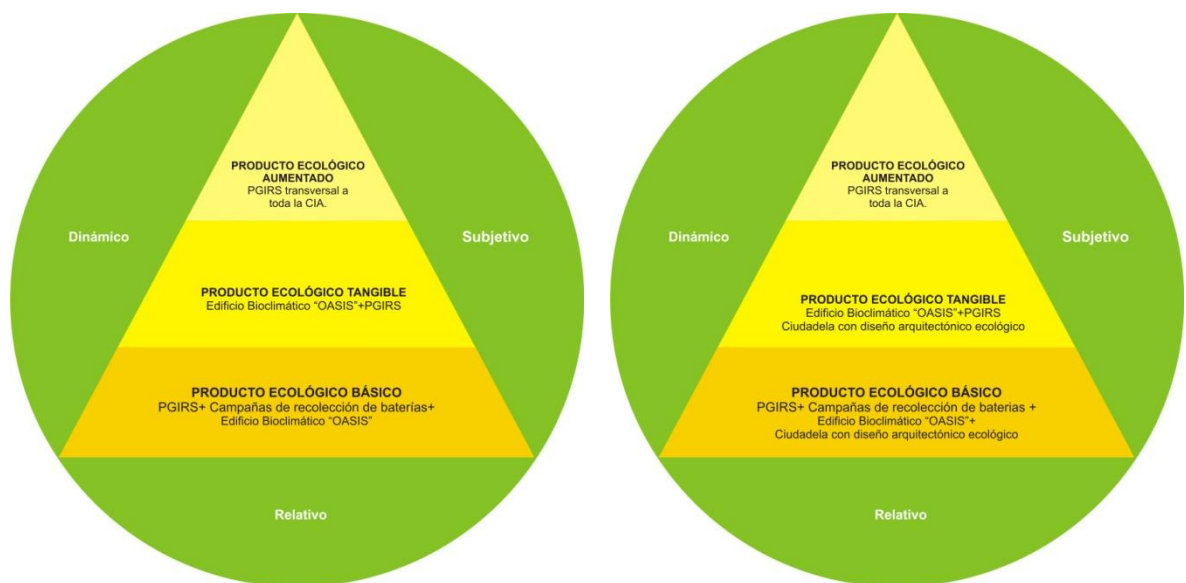 PRODUCTO ECOLÓGICO
AUMENTADO
PGIRS transversal a
toda la CIA.
Dinámico
Subjetivo
PRODUCTO ECOLÓGICO TANGIBLE
Edificio Bioclimático “OASIS”+PGIRS
PRODUCTO ECOLÓGICO BÁSICO
PGIRS+ Campañas de recolección de baterías+
Edificio Bioclimático “OASIS”
Relativo
PRODUCTO ECOLÓGICO
AUMENTADO
PGIRS transversal a
toda la CIA.
Dinámico
Subjetivo
PRODUCTO ECOLÓGICO TANGIBLE
Edificio Bioclimático “OASIS”+PGIRS
Ciudadela con diseño arquitectónico ecológico
PRODUCTO ECOLÓGICO BÁSICO
PGIRS+ Campañas de recolección de baterias +
Edificio Bioclimático “OASIS”+
Ciudadela con diseño arquitectónico ecológico
Relativo